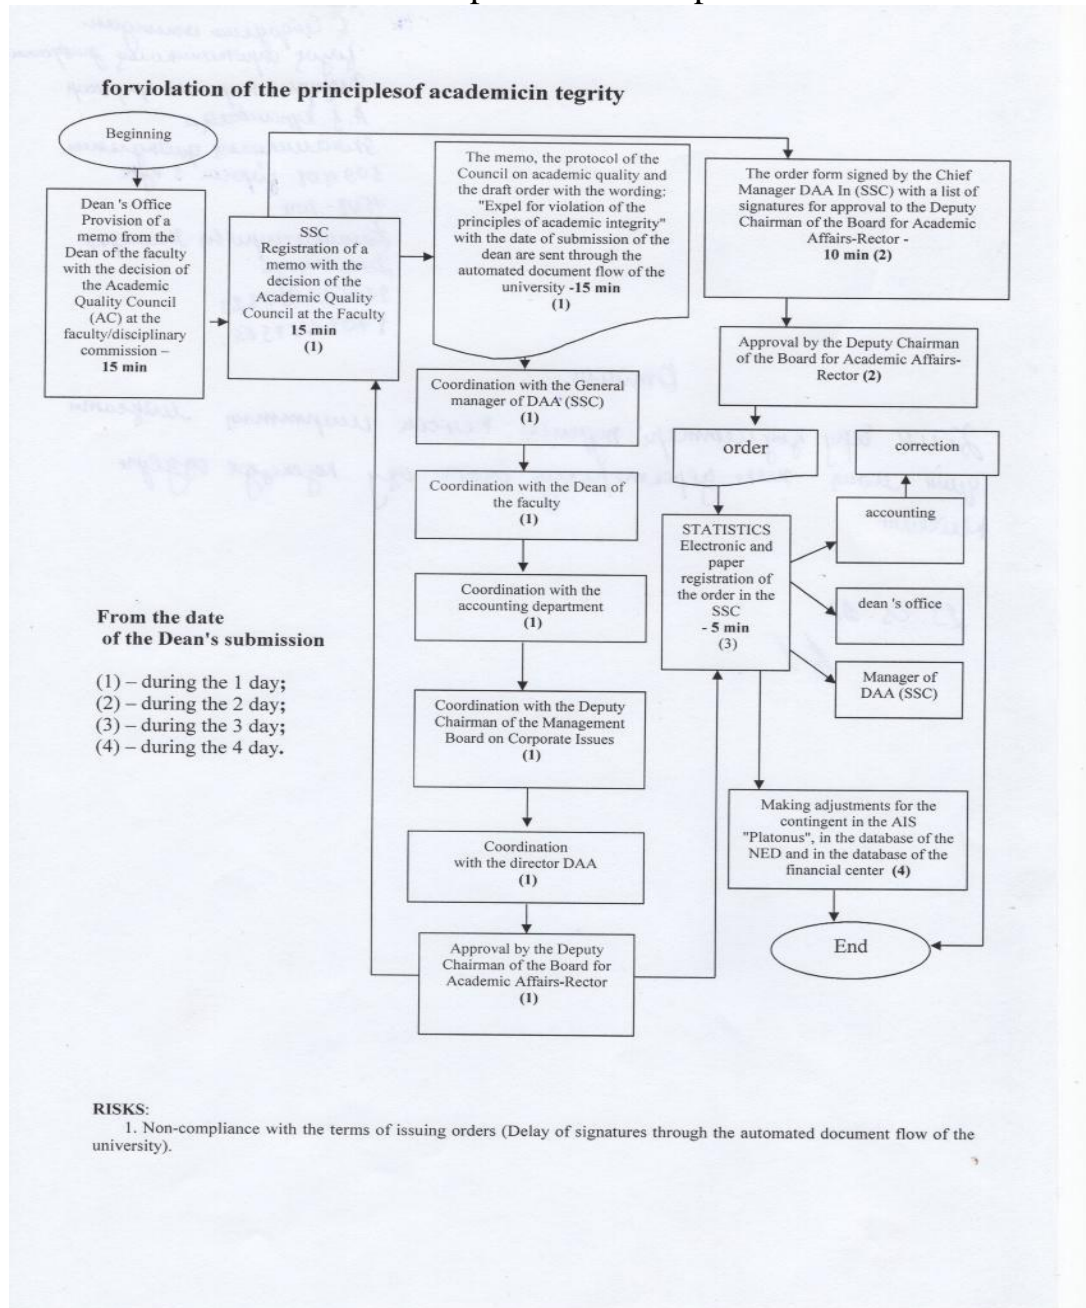 forviolation of the principlesof academicin tegrity
Beginning
Dean 's Office
Provision of a
memo from the
Dean of the faculty
with the decision of
the Academic
Quality Council
(AC) at the
faculty/disciplinary
commission –
15 min
SSC
Registration of a
memo with the
decision of the
Academic Quality
Council at the Faculty
15 min
(1)
The memo, the protocol of the
Council on academic quality and
the draft order with the wording:
"Expel for violation of the
principles of academic integrity"
with the date of submission of the
dean are sent through the
automated document flow of the
university -15 min
(1)
Coordination with the General
manager of DAA (SSC)
(1)
Coordination with the Dean of
the faculty
(1)
Coordination with the
accounting department
(1)
Coordination with the Deputy
Chairman of the Management
Board on Corporate Issues
(1)
Coordination
with the director DAA
(1)
Approval by the Deputy
Chairman of the Board for
Academic Affairs-Rector
(1)
The order form signed by the Chief
Manager DAA In (SSC) with a list of
signatures for approval to the Deputy
Chairman of the Board for Academic
Affairs-Rector -
10 min (2)
Approval by the Deputy Chairman
of the Board for Academic Affairs-
Rector (2)
order
correction
STATISTICS
Electronic and
paper
registration of
the order in the
SSC
- 5 min
(3)
accounting
dean 's office
Manager of
DAA (SSC)
Making adjustments for the
contingent in the AIS
"Platonus", in the database of the
NED and in the database of the
financial center (4)
End
From the date
of the Dean's submission
(1) – during the 1 day;
(2) – during the 2 day;
(3) – during the 3 day;
(4) – during the 4 day.
RISKS:
1. Non-compliance with the terms of issuing orders (Delay of signatures through the automated document flow of the
university).